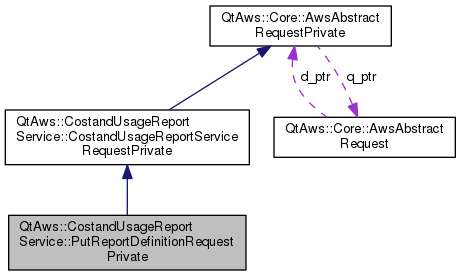 QtAws::Core::AwsAbstract
RequestPrivate
d_ptr
q_ptr
QtAws::CostandUsageReport
Service::CostandUsageReportService
RequestPrivate
QtAws::Core::AwsAbstract
Request
QtAws::CostandUsageReport
Service::PutReportDefinitionRequest
Private